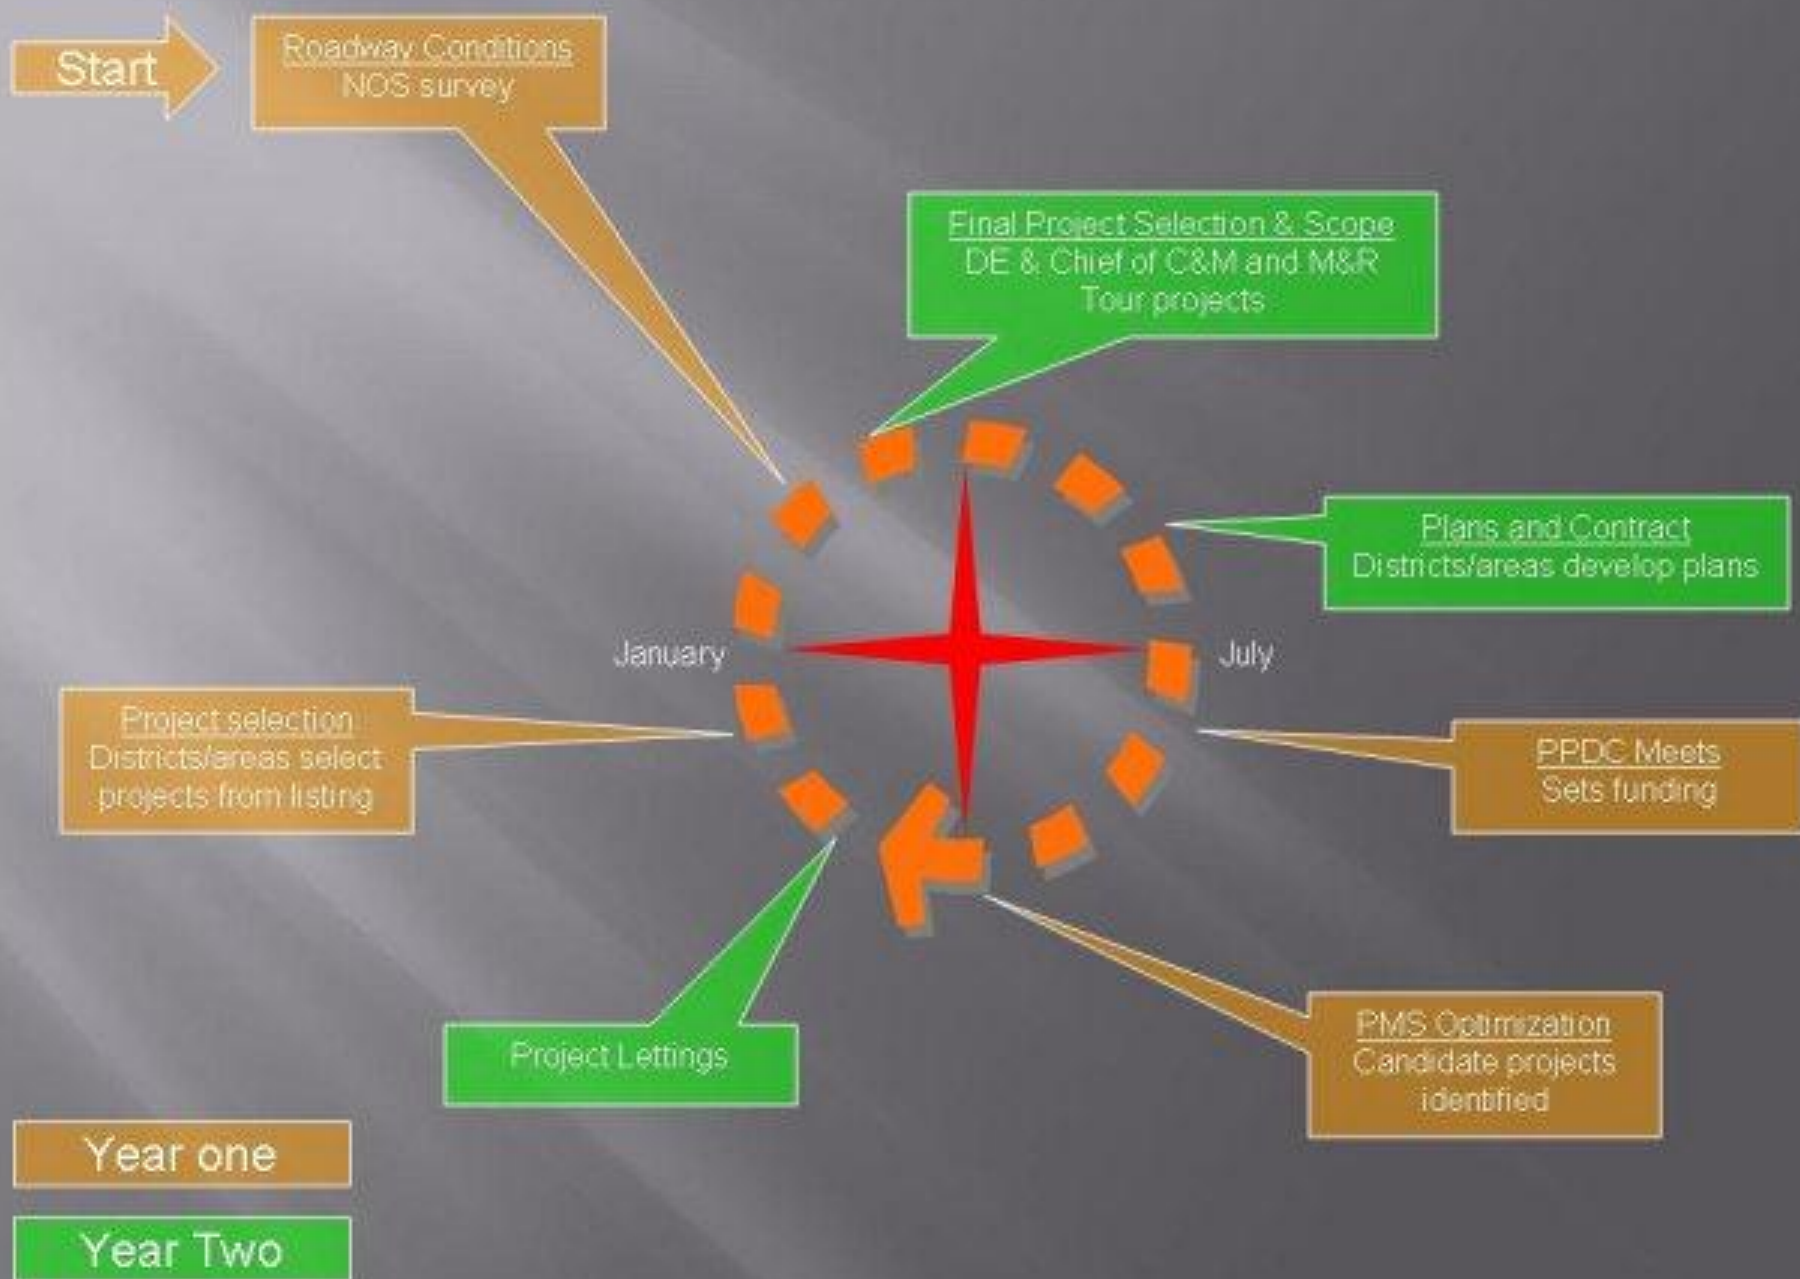 Start
Roadway Conditions
NOS survey
Final Project Selection & Scope
DE & Chief of C&M and M&R
Tour projects
Plans and Contract
Districts/areas develop plans
January
July
Project selection
Districts/areas select
projects from listing
PPDC Meets
Sets funding
PMS Optimization
Candidate projects
identified
Project Lettings
Year one
Year Two